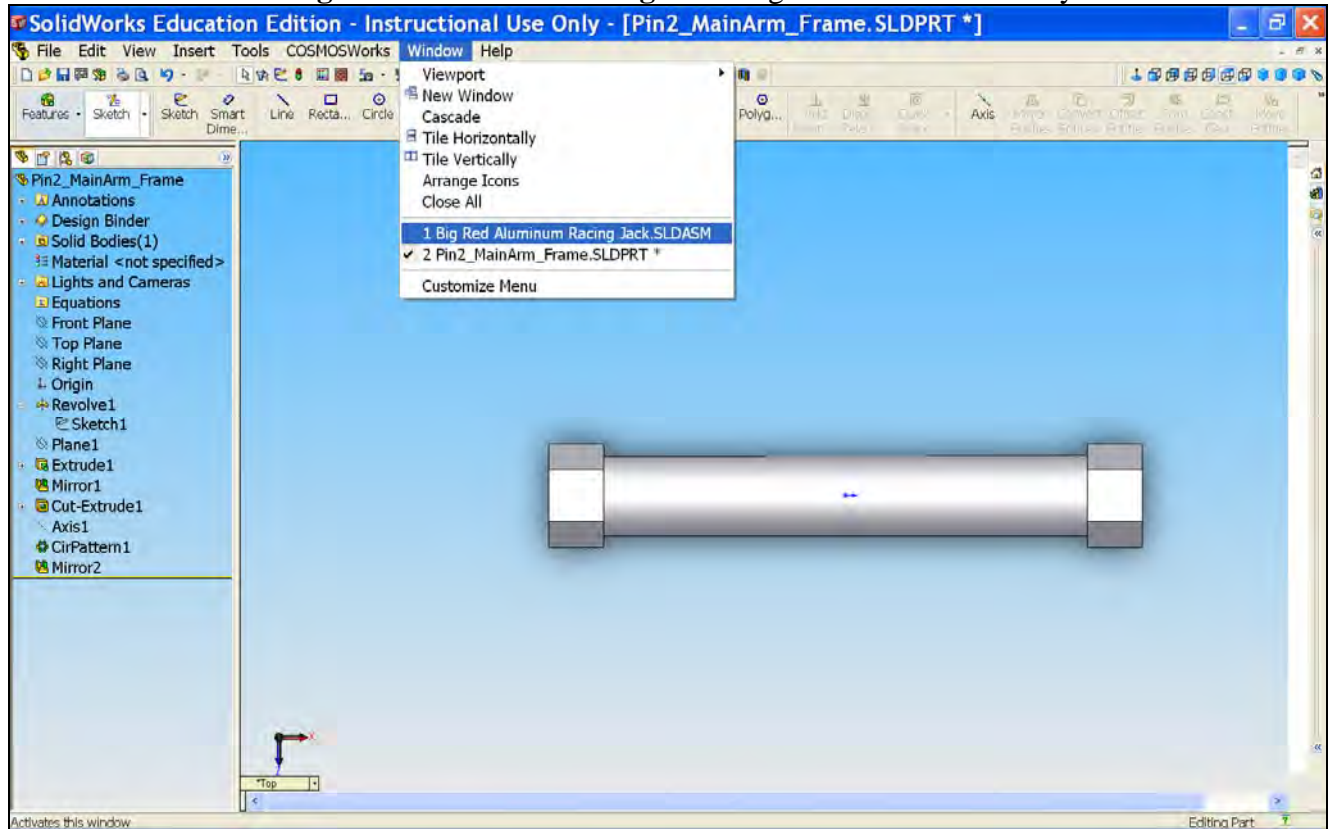 SolidWorks Education Edition - Instructional Use Only - [Pin2_MainArm_Frame.SLDPRT *]
File Edit View Insert Tools COSMOSWorks Window Help
Features Sketch Sketch Smart Dime... Line Recta... Circle Polyg... Axis
Viewport
New Window
Cascade
Tile Horizontally
Tile Vertically
Arrange Icons
Close All
1 Big Red Aluminum Racing Jack.SLDASM
2 Pin2_MainArm_Frame.SLDPRT *
Customize Menu
Pin2_MainArm_Frame
Annotations
Design Binder
Solid Bodies(1)
Material <not specified>
Lights and Cameras
Equations
Front Plane
Top Plane
Right Plane
Origin
Revolve1
Sketch1
Plane1
Extrude1
Mirror1
Cut-Extrude1
Axis1
CirPattern1
Mirror2
*Top
Activates this window
Editing Part